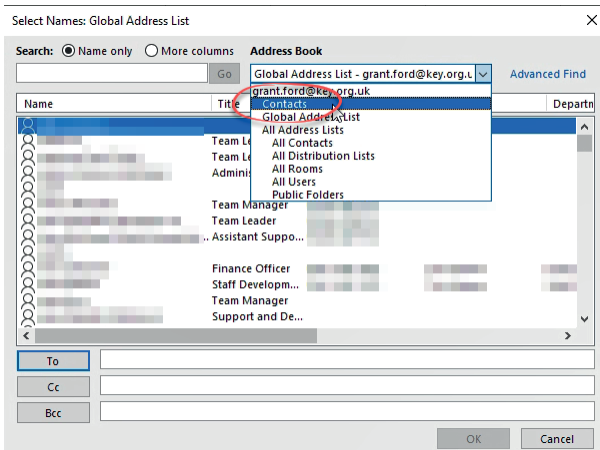 Select Names: Global Address List
Search: Name only More columns Address Book
Go Global Address List - grant.ford@key.org.u Advanced Find
grant.ford@key.org.uk
Name Title Contacts Departn
Global Address List
All Address Lists
Team Le All Contacts
Team Le All Distribution Lists
Adminis All Rooms
All Users
Public Folders
Team Manager
Team Leader
... Assistant Suppo...
Finance Officer
Staff Developm...
Team Manager
Support and De...
To
Cc
Bcc
OK Cancel